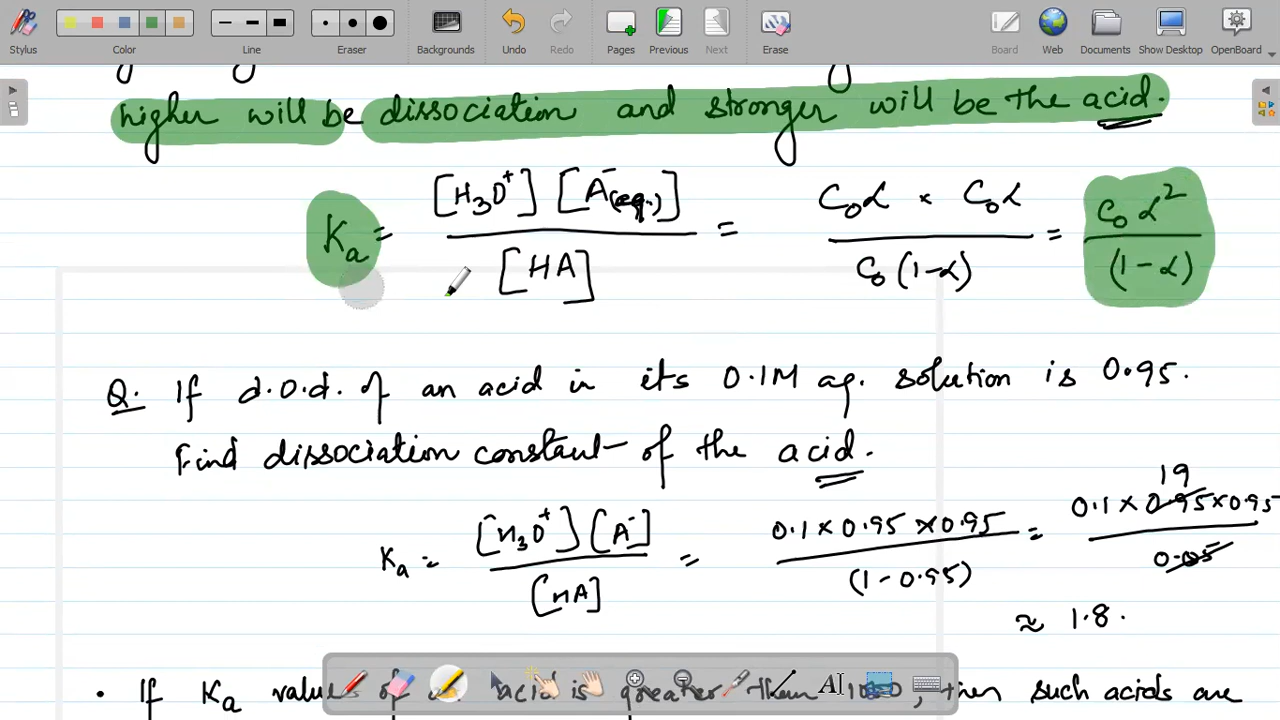 Stylus Color Line Eraser Backgrounds Undo Redo Pages Previous Next Erase Board Web Documents Show Desktop OpenBoard
higher will be dissociation and stronger will be the acid.
Ka = [H3O+] [A-(aq.)] / [HA] = C0α × C0α / C0(1-α) = C0α² / (1-α)
Q. If d.O.d. of an acid in its 0.1M aq. solution is 0.95.
Find dissociation constant of the acid.
Ka = [H3O+] [A-] / [HA] = 0.1 × 0.95 × 0.95 / (1-0.95) = 0.1 × 0.95 × 0.95 / 0.05
19
≈ 1.8.
• If Ka value of acid is greater than , then such acids are